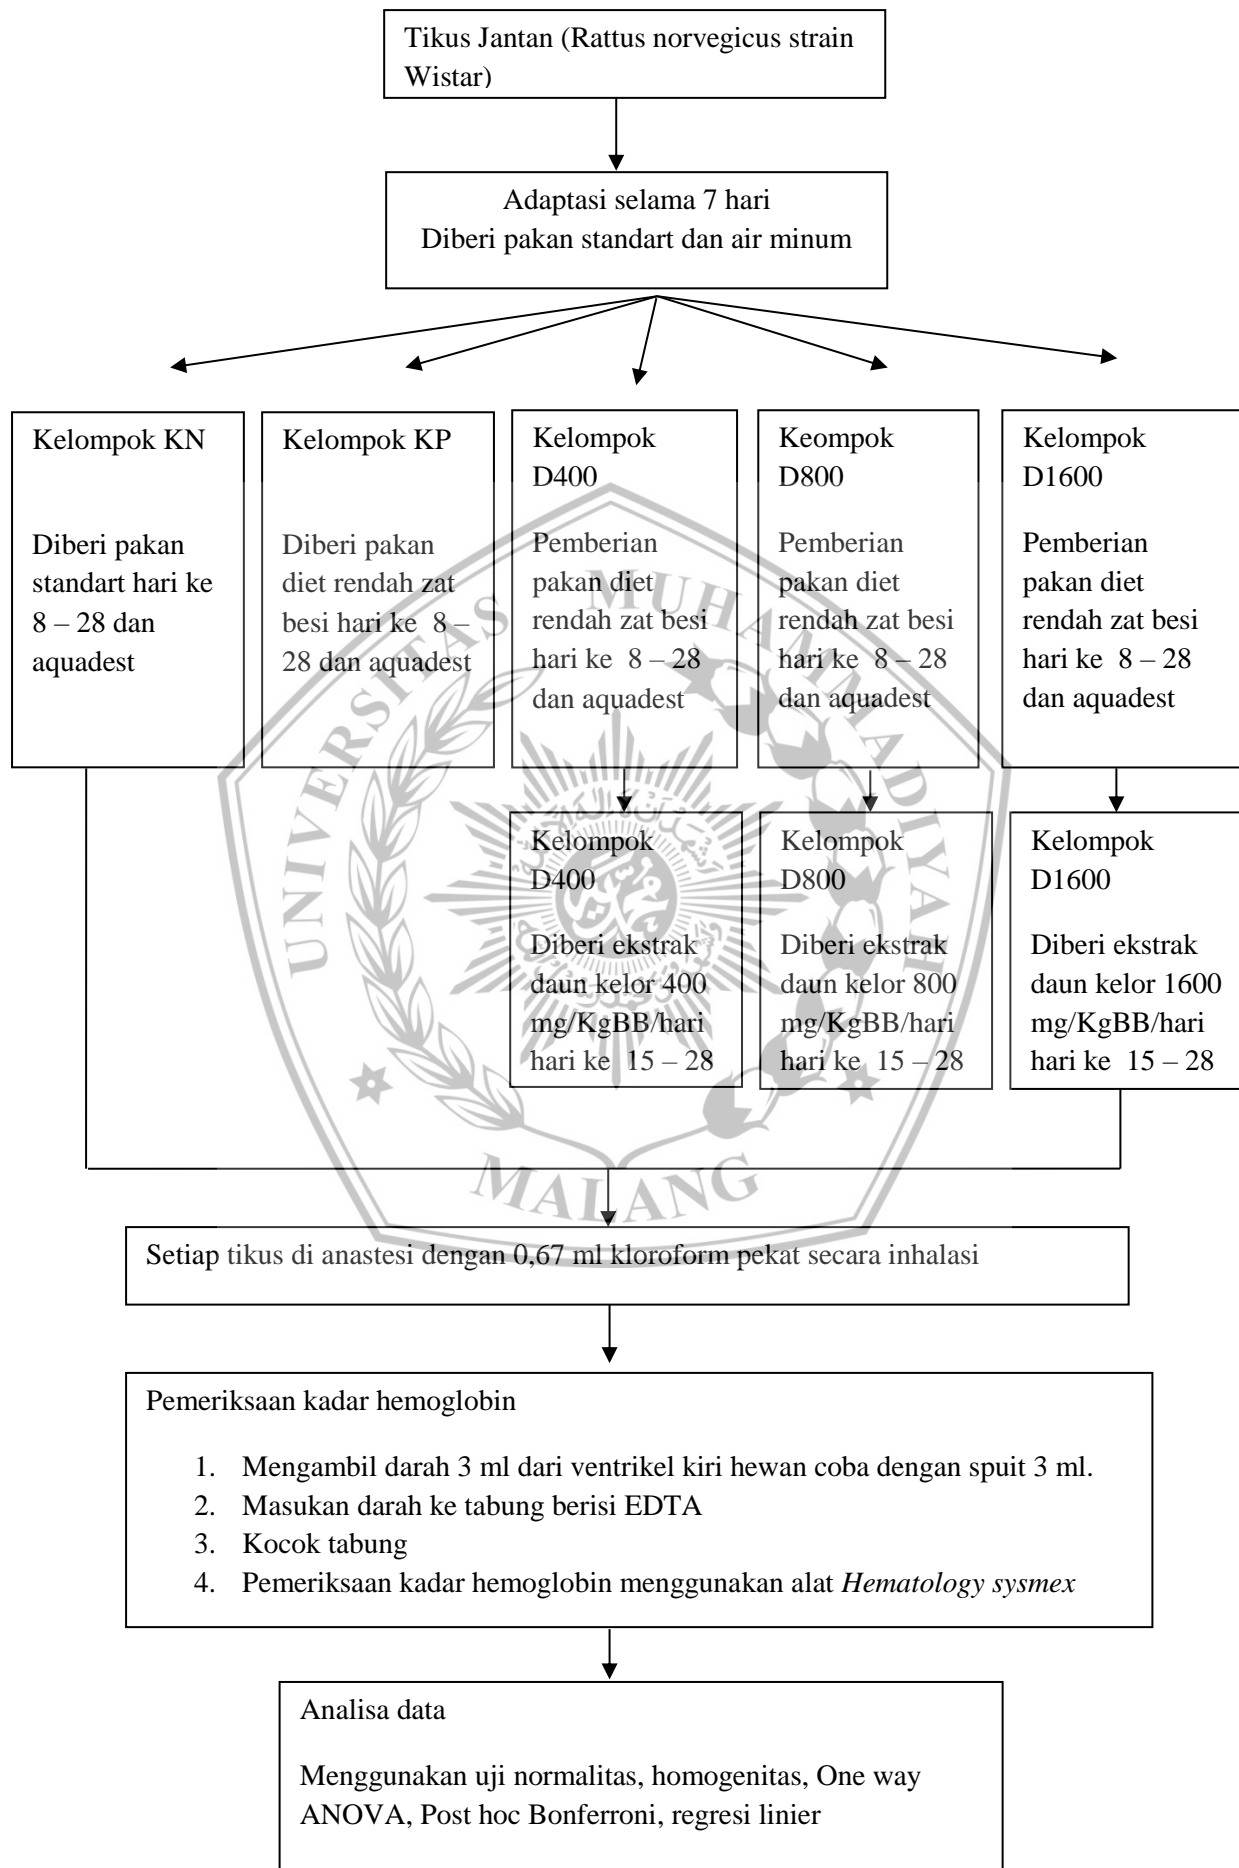 Tikus Jantan (Rattus norvegicus strain
Wistar)
Adaptasi selama 7 hari
Diberi pakan standart dan air minum
Kelompok KN
Diberi pakan
standart hari ke
8 – 28 dan
aquadest
Kelompok KP
Diberi pakan
diet rendah zat
besi hari ke 8 –
28 dan aquadest
Kelompok
D400
Pemberian
pakan diet
rendah zat besi
hari ke 8 – 28
dan aquadest
Keompok
D800
Pemberian
pakan diet
rendah zat besi
hari ke 8 – 28
dan aquadest
Kelompok
D1600
Pemberian
pakan diet
rendah zat besi
hari ke 8 – 28
dan aquadest
Kelompok
D400
Diberi ekstrak
daun kelor 400
mg/KgBB/hari
hari ke 15 – 28
Kelompok
D800
Diberi ekstrak
daun kelor 800
mg/KgBB/hari
hari ke 15 – 28
Kelompok
D1600
Diberi ekstrak
daun kelor 1600
mg/KgBB/hari
hari ke 15 – 28
UNIVERSITAS MUHAMMADIYAH
MALANG
Setiap tikus di anastesi dengan 0,67 ml kloroform pekat secara inhalasi
Pemeriksaan kadar hemoglobin
1. Mengambil darah 3 ml dari ventrikel kiri hewan coba dengan spuit 3 ml.
2. Masukan darah ke tabung berisi EDTA
3. Kocok tabung
4. Pemeriksaan kadar hemoglobin menggunakan alat Hematology sysmex
Analisa data
Menggunakan uji normalitas, homogenitas, One way
ANOVA, Post hoc Bonferroni, regresi linier